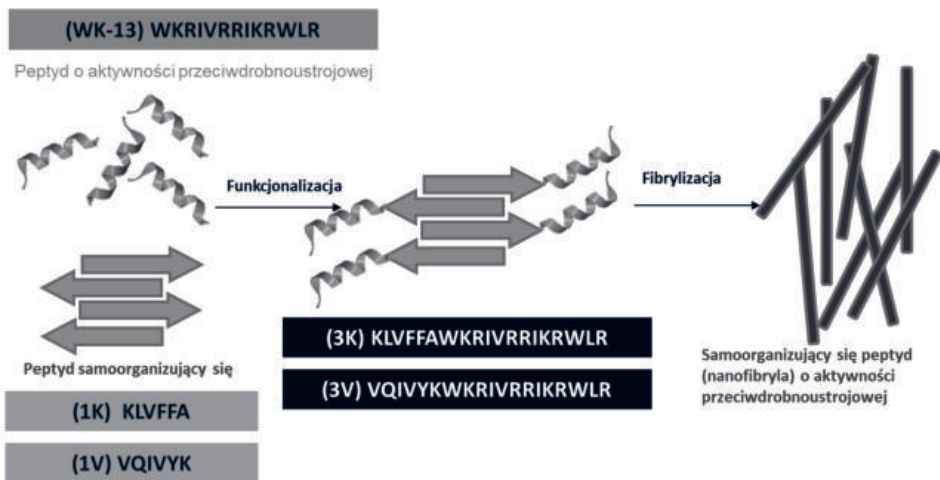 (WK-13) WKRIVRRIKRWLR
Peptyd o aktywności przeciwdrobnoustrojowej
Funkcjonalizacja
Fibrylizacja
Peptyd samoorganizujący się
(1K) KLVFFA
(1V) VQIVYK
(3K) KLVFFAWKRIVRRIKRWLR
(3V) VQIVYKWKRIVRRIKRWLR
Samoorganizujący się peptyd
(nanofibryla) o aktywności
przeciwdrobnoustrojowej